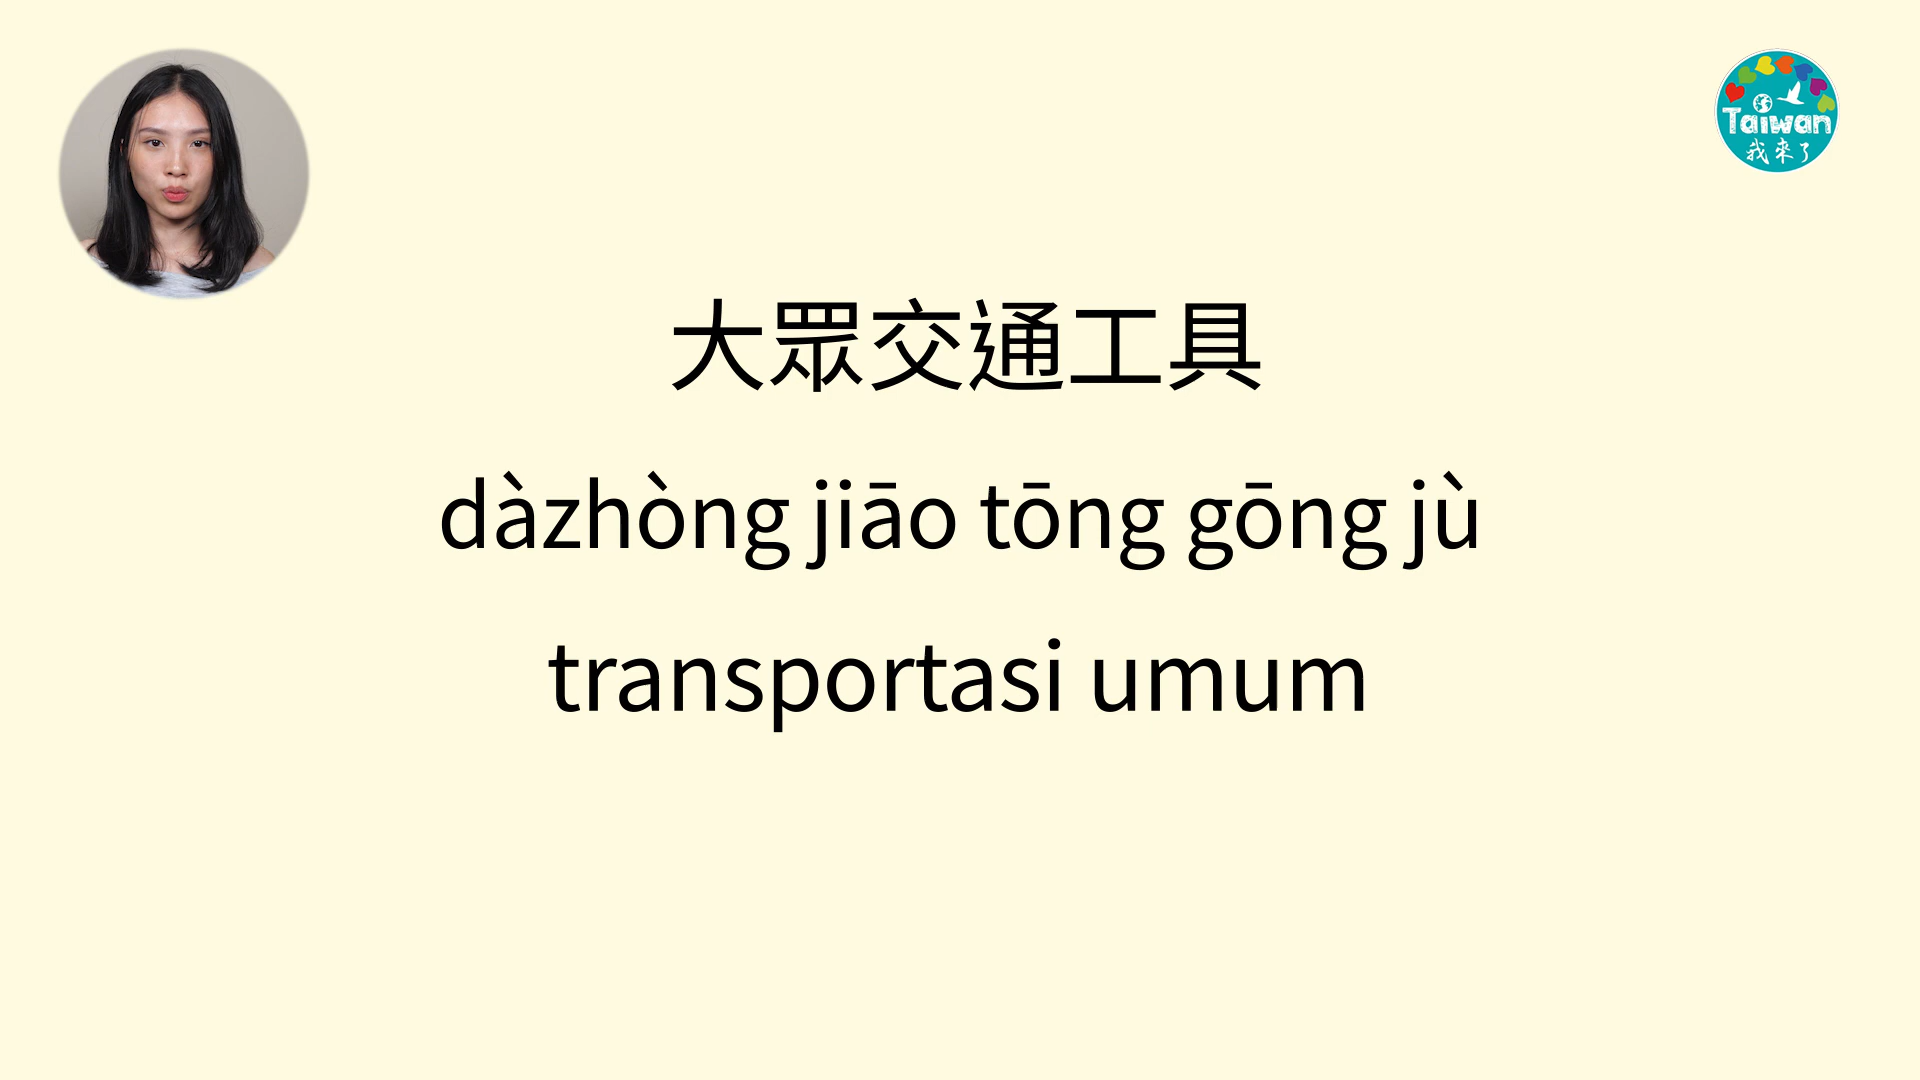 Taiwan
我來了
大眾交通工具
dàzhòng jiāo tōng gōng jù
transportasi umum